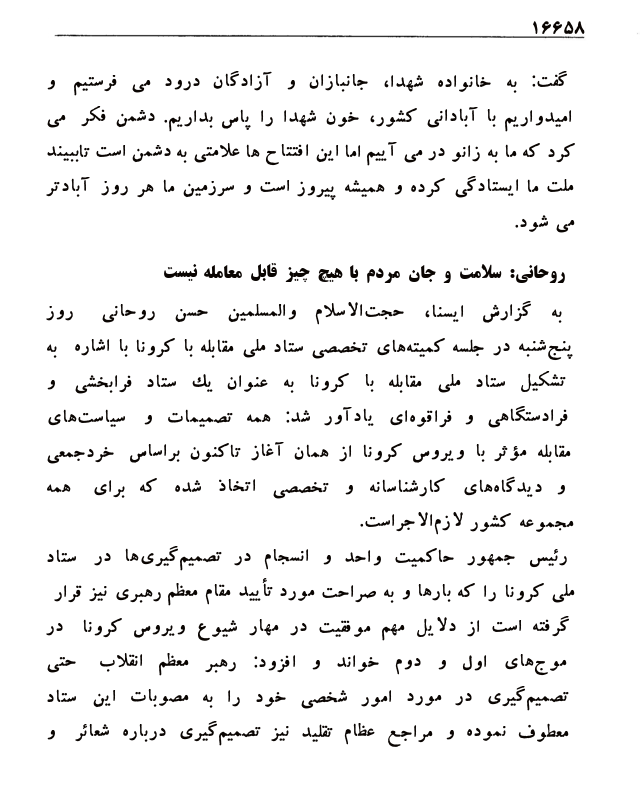 ۱۶۶۵۸
گفت: به خانواده شهدا، جانبازان و آزادگان درود می فرستیم و
امیدواریم با آبادانی کشور، خون شهدا را پاس بداریم. دشمن فکر می
کرد که ما به زانو در می آییم اما این افتتاح ها علامتی به دشمن است تاببیند
ملت ما ایستادگی کرده و همیشه پیروز است و سرزمین ما هر روز آبادتر
می شود.
روحانی: سلامت و جان مردم با هیچ چیز قابل معامله نیست
به گزارش ایسنا، حجت‌الاسلام والمسلمین حسن روحانی روز
پنج‌شنبه در جلسه کمیته‌های تخصصی ستاد ملی مقابله با کرونا با اشاره به
تشکیل ستاد ملی مقابله با کرونا به عنوان یك ستاد فرابخشی و
فرادستگاهی و فراقوه‌ای یادآور شد: همه تصمیمات و سیاست‌های
مقابله مؤثر با ویروس کرونا از همان آغاز تاکنون براساس خردجمعی
و دیدگاه‌های کارشناسانه و تخصصی اتخاذ شده که برای همه
مجموعه کشور لازم‌الاجراست.
رئیس جمهور حاکمیت واحد و انسجام در تصمیم‌گیری‌ها در ستاد
ملی کرونا را که بارها و به صراحت مورد تأیید مقام معظم رهبری نیز قرار
گرفته است از دلایل مهم موفقیت در مهار شیوع ویروس کرونا در
موج‌های اول و دوم خواند و افزود: رهبر معظم انقلاب حتی
تصمیم‌گیری در مورد امور شخصی خود را به مصوبات این ستاد
معطوف نموده و مراجع عظام تقلید نیز تصمیم‌گیری درباره شعائر و